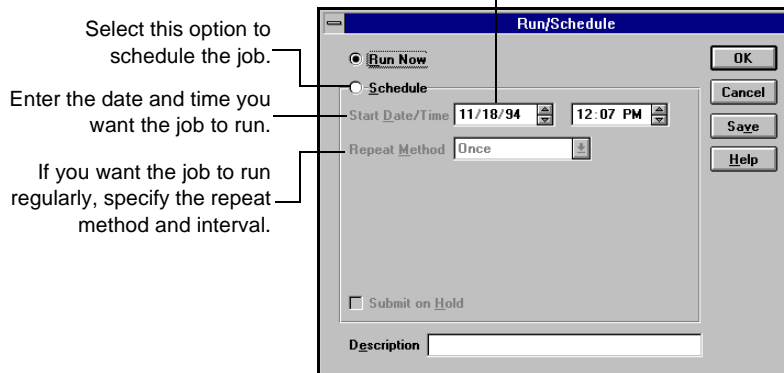 Select this option to
schedule the job.
Enter the date and time you
want the job to run.
If you want the job to run
regularly, specify the repeat
method and interval.
Run/Schedule
Run Now
Schedule
Start Date/Time 11/18/94 12:07 PM
Repeat Method Once
Submit on Hold
Description
OK
Cancel
Save
Help